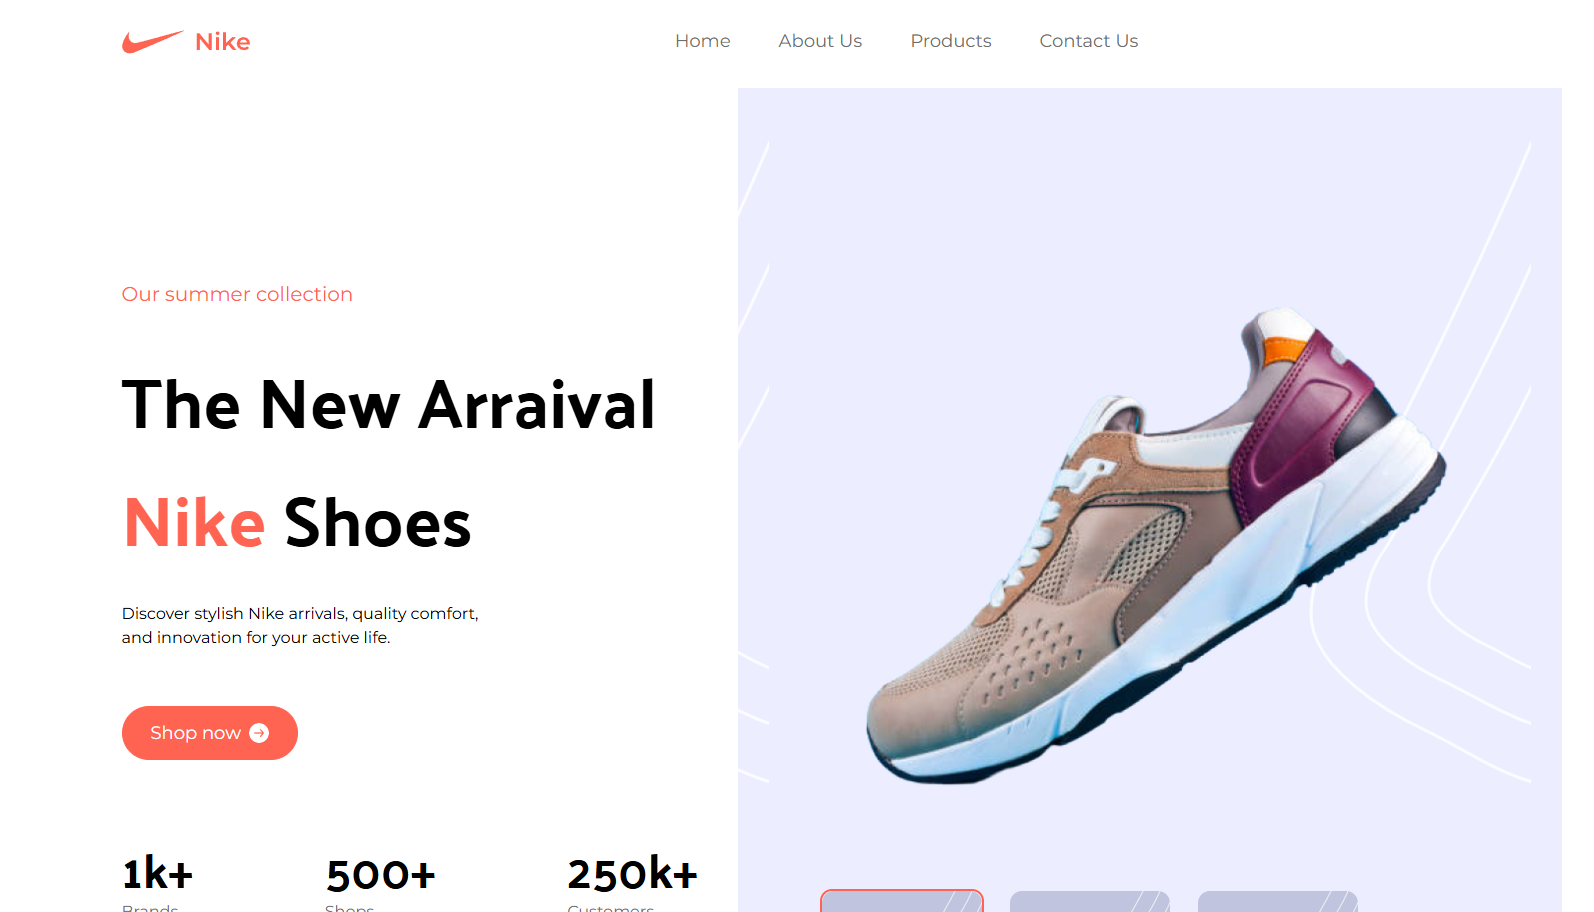 Nike
Home About Us Products Contact Us
Our summer collection
The New Arraival
Nike Shoes
Discover stylish Nike arrivals, quality comfort,
and innovation for your active life.
Shop now
1k+ 500+ 250k+
Brands Shops Customers